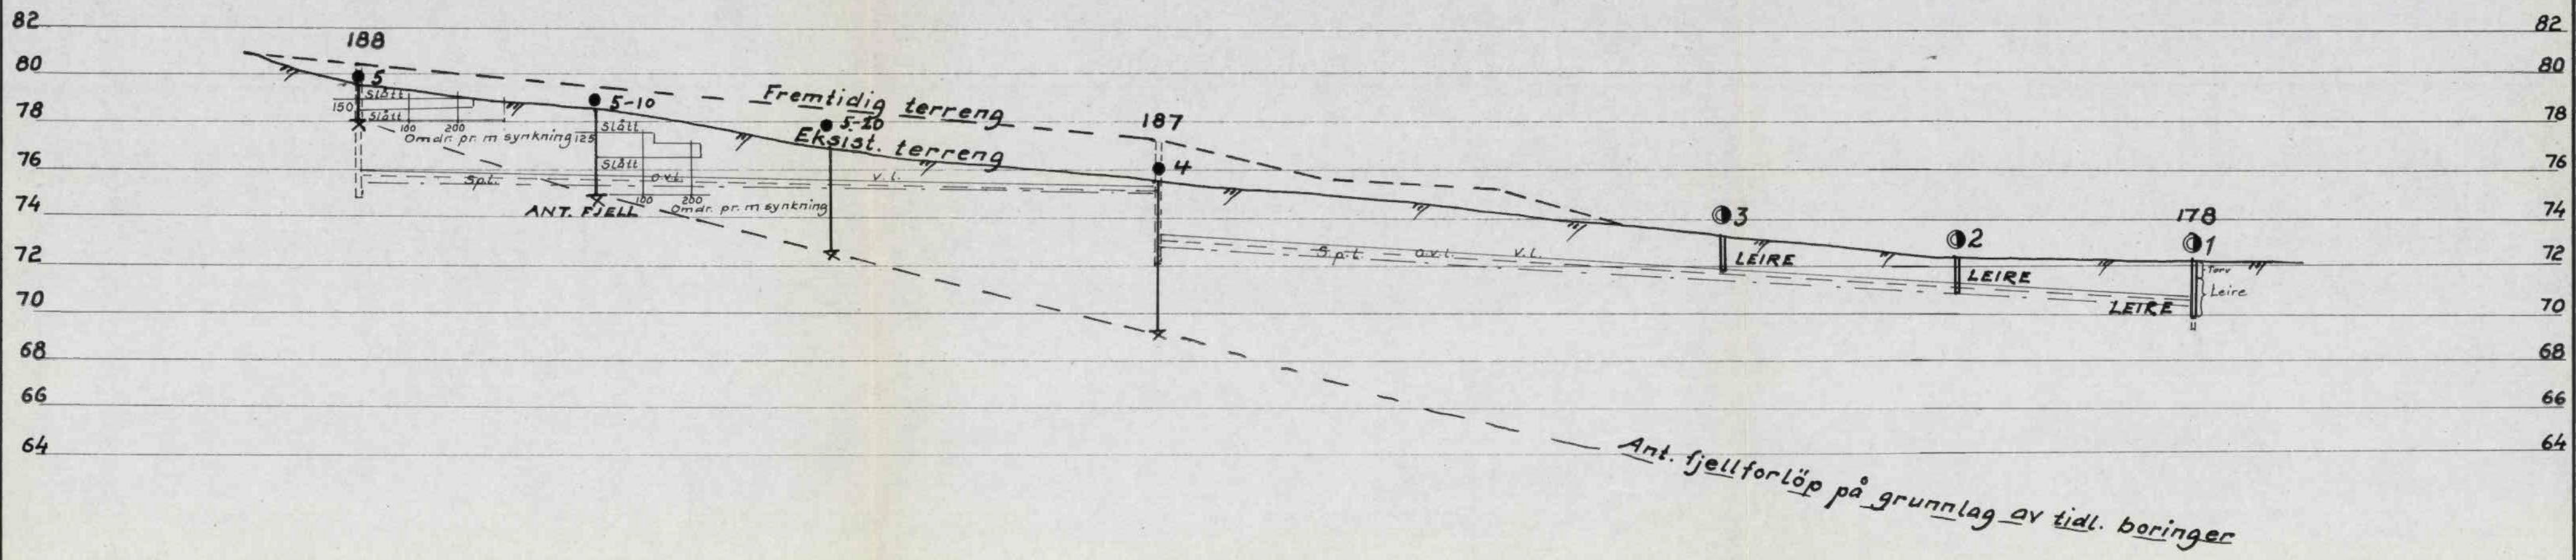 82 82
188
80 5 80
Slått
150
5-10 Fremtidig terreng
78 Slått 100 200 5-20 187 78
Omdr. pr. m synkning 125 Slått Eksist. terreng
76 Slått 4 76
Sp.l. o.v.l. v.l.
100 200
74 ANT. FJELL Omdr. pr. m synkning 3 178 74
2 1
72 S.p.l. o.v.l. v.l. LEIRE Torv 72
LEIRE Leire
70 LEIRE 70
68 68
66 66
64 64
Ant. fjellforlöp på grunnlag av tidl. boringer